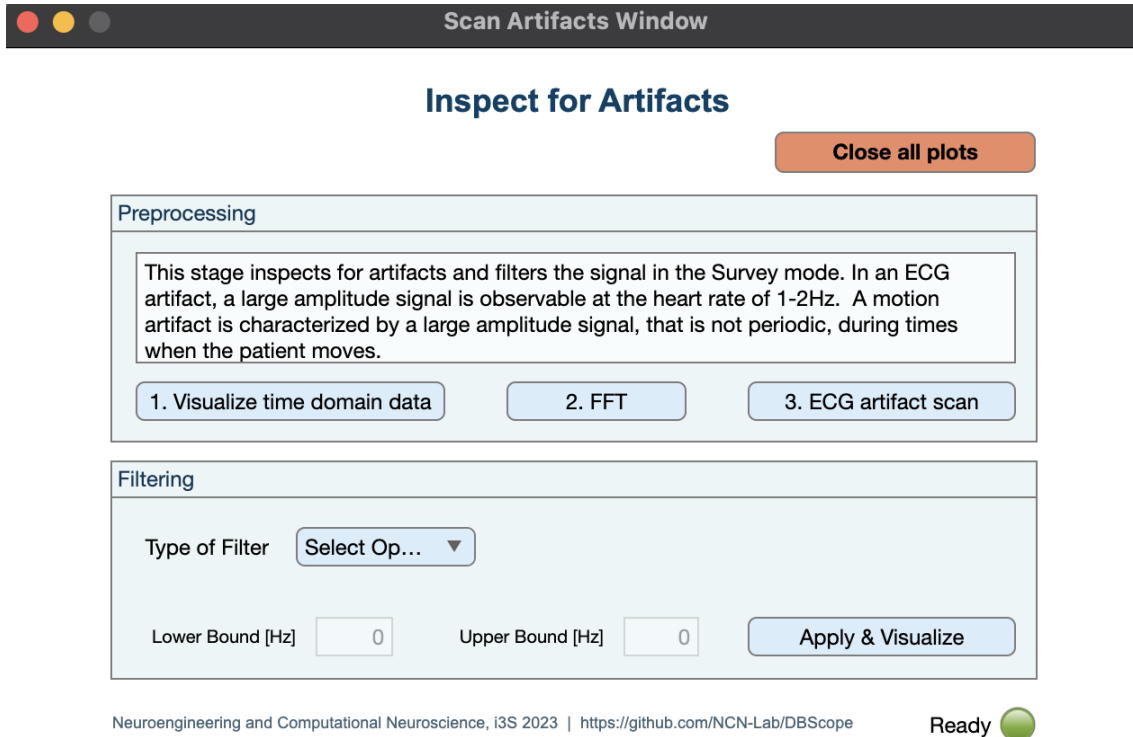 Scan Artifacts Window
Inspect for Artifacts
Close all plots
Preprocessing
This stage inspects for artifacts and filters the signal in the Survey mode. In an ECG
artifact, a large amplitude signal is observable at the heart rate of 1-2Hz.  A motion
artifact is characterized by a large amplitude signal, that is not periodic, during times
when the patient moves.
1. Visualize time domain data
2. FFT
3. ECG artifact scan
Filtering
Type of Filter
Select Op...
Lower Bound [Hz]
0
Upper Bound [Hz]
0
Apply & Visualize
Neuroengineering and Computational Neuroscience, i3S 2023 | https://github.com/NCN-Lab/DBScope
Ready